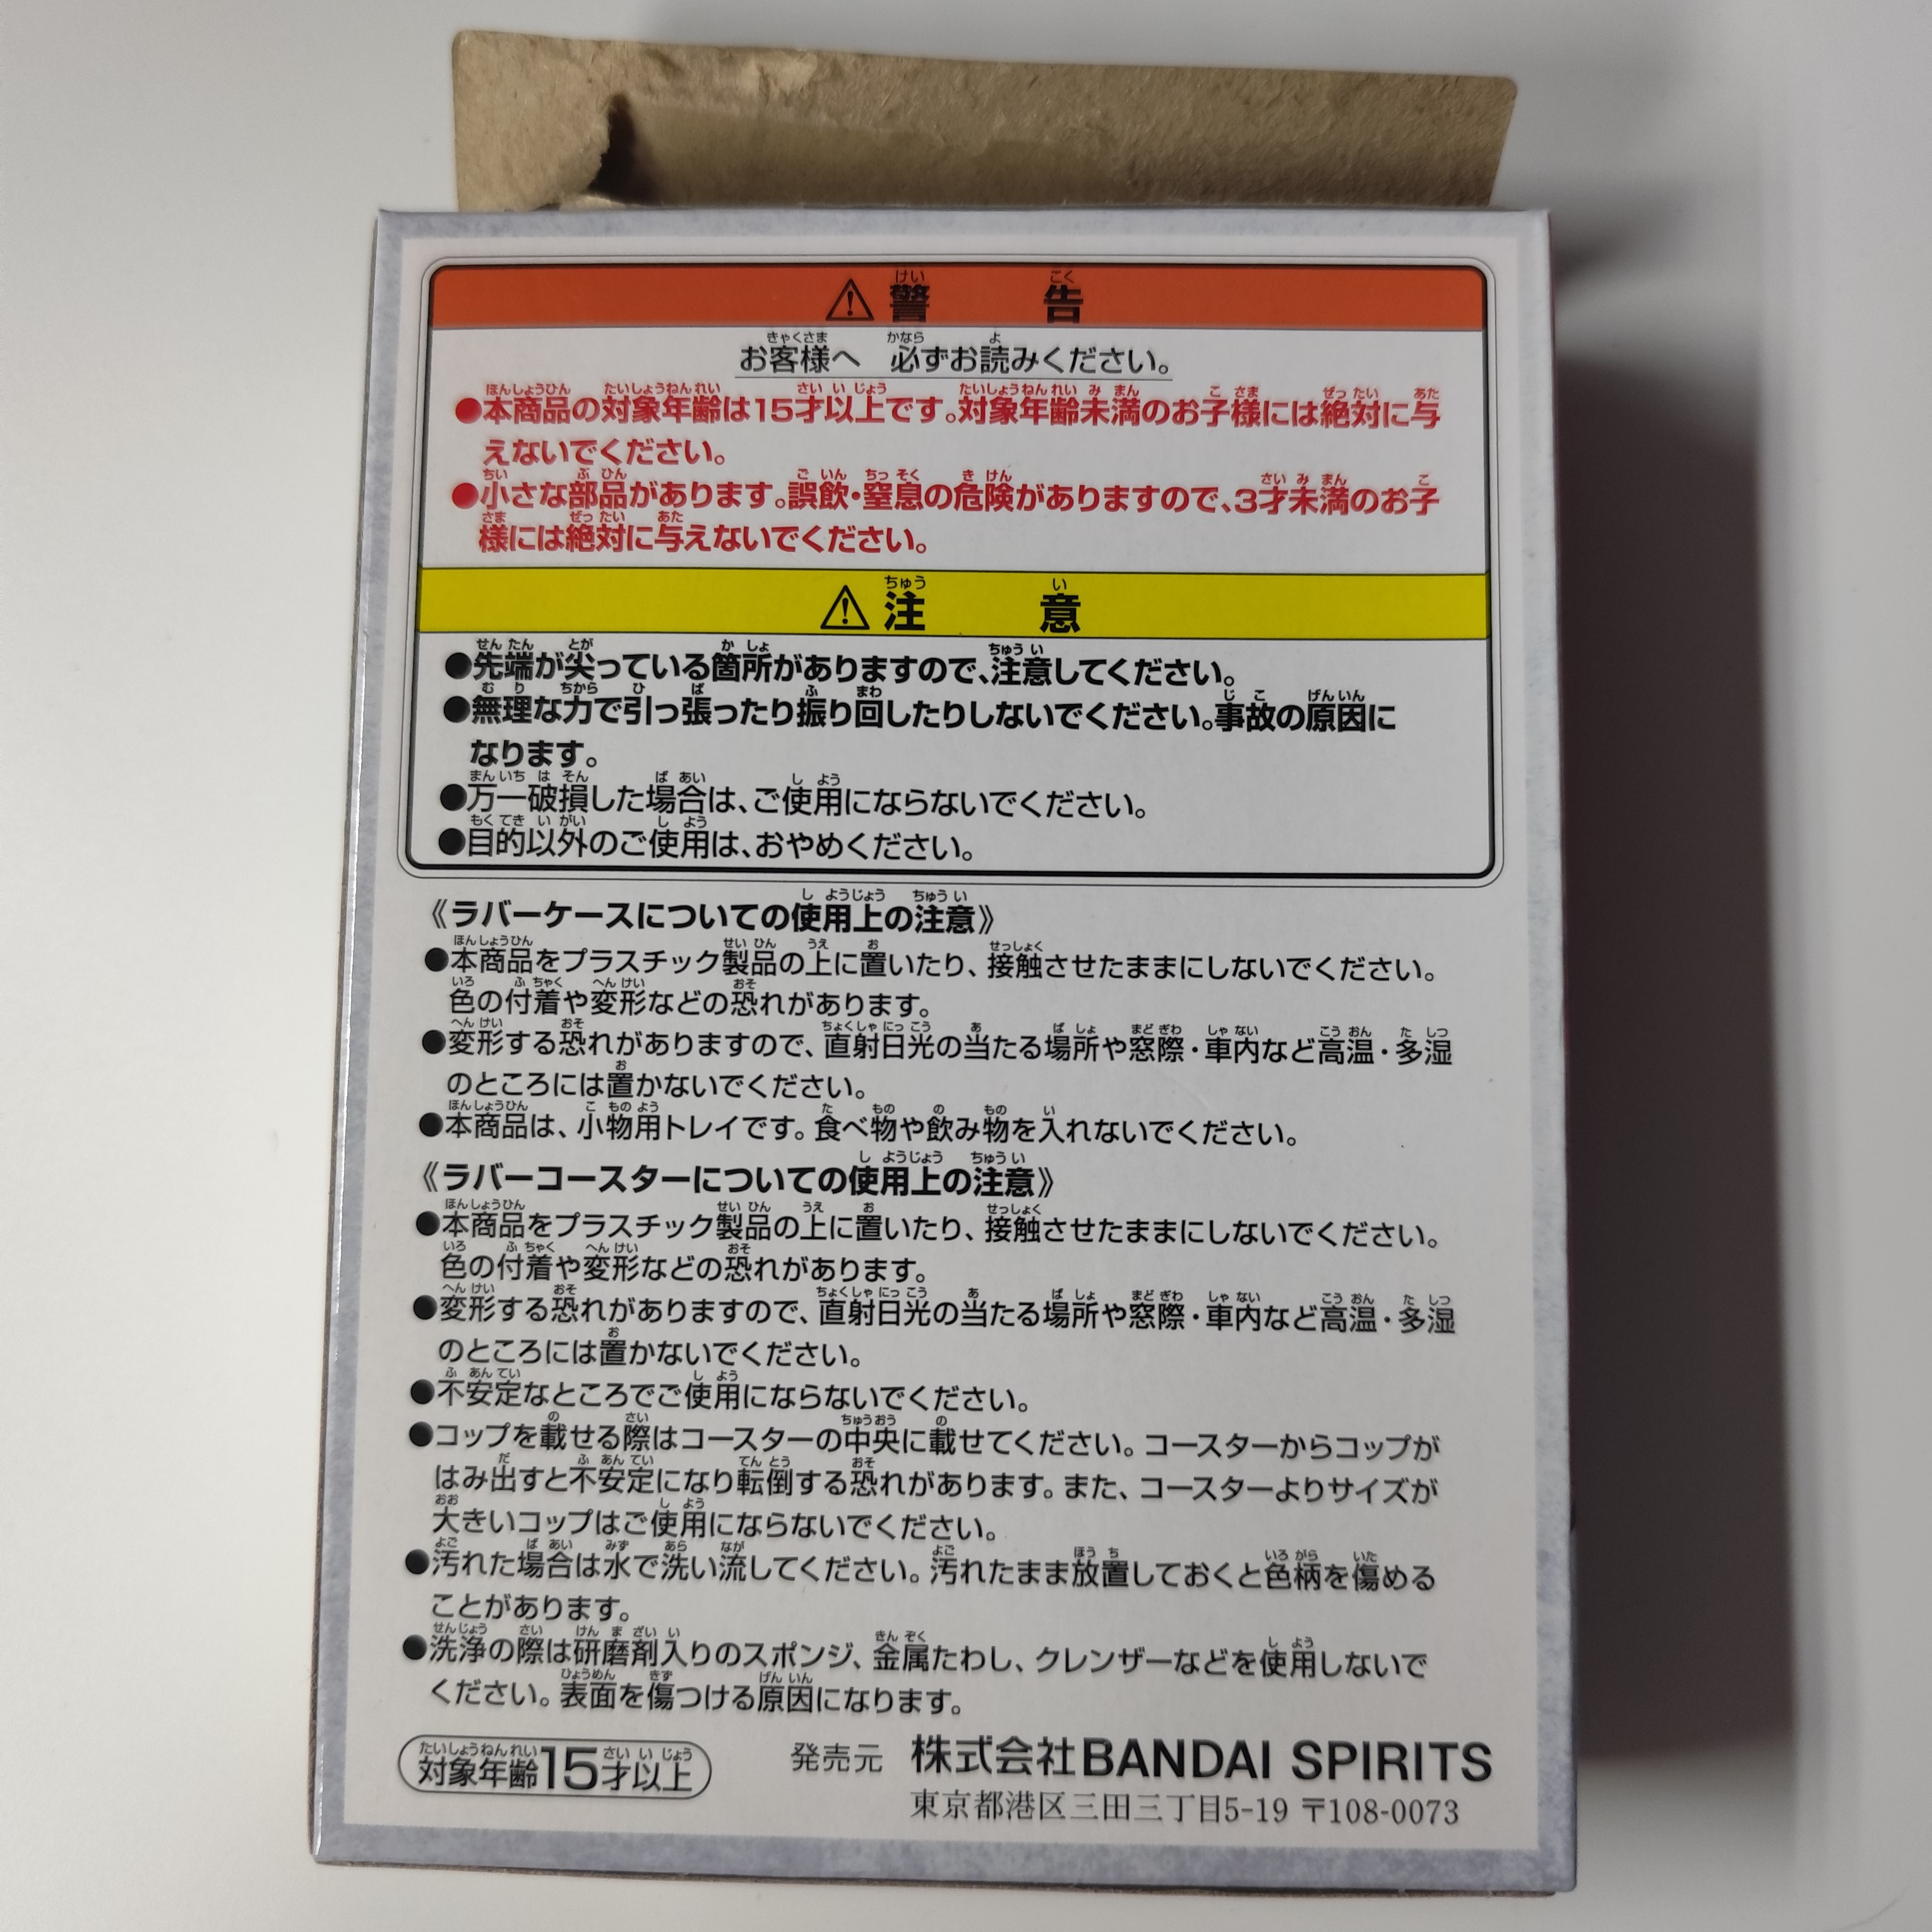 ⚠警告
お客様へ 必ずお読みください。
●本商品の対象年齢は15才以上です。対象年齢未満のお子様には絶対に与
えないでください。
●小さな部品があります。誤飲・窒息の危険がありますので、3才未満のお子
様には絶対に与えないでください。
⚠注意
●先端が尖っている箇所がありますので、注意してください。
●無理な力で引っ張ったり振り回したりしないでください。事故の原因に
なります。
●万一破損した場合は、ご使用にならないでください。
●目的以外のご使用は、おやめください。
《ラバーケースについての使用上の注意》
●本商品をプラスチック製品の上に置いたり、接触させたままにしないでください。
色の付着や変形などの恐れがあります。
●変形する恐れがありますので、直射日光の当たる場所や窓際・車内など高温・多湿
のところには置かないでください。
●本商品は、小物用トレイです。食べ物や飲み物を入れないでください。
《ラバーコースターについての使用上の注意》
●本商品をプラスチック製品の上に置いたり、接触させたままにしないでください。
色の付着や変形などの恐れがあります。
●変形する恐れがありますので、直射日光の当たる場所や窓際・車内など高温・多湿
のところには置かないでください。
●不安定なところでご使用にならないでください。
●コップを載せる際はコースターの中央に載せてください。コースターからコップが
はみ出すと不安定になり転倒する恐れがあります。また、コースターよりサイズが
大きいコップはご使用にならないでください。
●汚れた場合は水で洗い流してください。汚れたまま放置しておくと色柄を傷める
ことがあります。
●洗浄の際は研磨剤入りのスポンジ、金属たわし、クレンザーなどを使用しないで
ください。表面を傷つける原因になります。
対象年齢15才以上
発売元 株式会社BANDAI SPIRITS
東京都港区三田三丁目5-19 〒108-0073